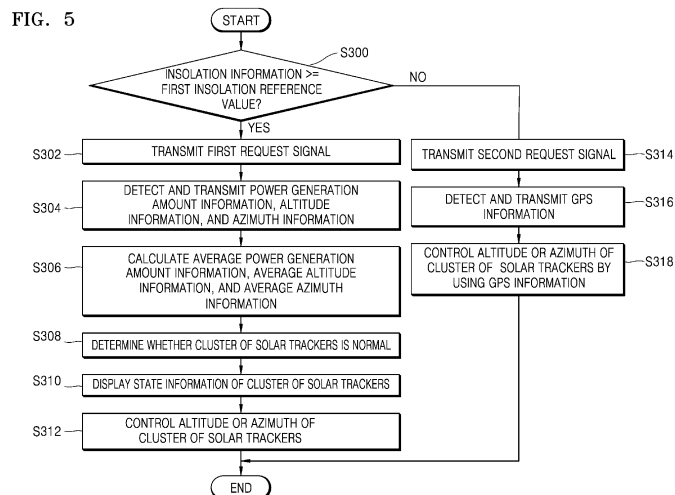 FIG. 5
START
S300
INSOLATION INFORMATION >=
FIRST INSOLATION REFERENCE
VALUE?
NO
YES
S302
TRANSMIT FIRST REQUEST SIGNAL
S304
DETECT AND TRANSMIT POWER GENERATION
AMOUNT INFORMATION, ALTITUDE
INFORMATION, AND AZIMUTH INFORMATION
S306
CALCULATE AVERAGE POWER GENERATION
AMOUNT INFORMATION, AVERAGE ALTITUDE
INFORMATION, AND AVERAGE AZIMUTH
INFORMATION
S308
DETERMINE WHETHER CLUSTER OF SOLAR TRACKERS IS NORMAL
S310
DISPLAY STATE INFORMATION OF CLUSTER OF SOLAR TRACKERS
S312
CONTROL ALTITUDE OR AZIMUTH OF
CLUSTER OF SOLAR TRACKERS
TRANSMIT SECOND REQUEST SIGNAL
S314
DETECT AND TRANSMIT GPS
INFORMATION
S316
CONTROL ALTITUDE OR AZIMUTH OF
CLUSTER OF SOLAR TRACKERS BY
USING GPS INFORMATION
S318
END